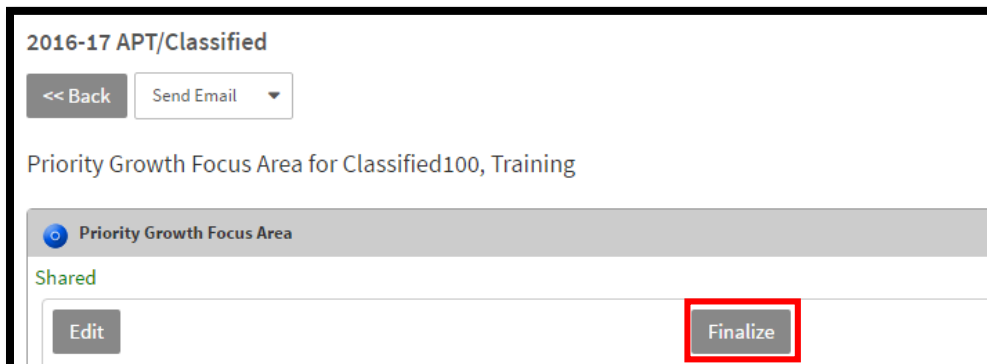 2016-17 APT/Classified
<< Back Send Email
Priority Growth Focus Area for Classified100, Training
Priority Growth Focus Area
Shared
Edit Finalize